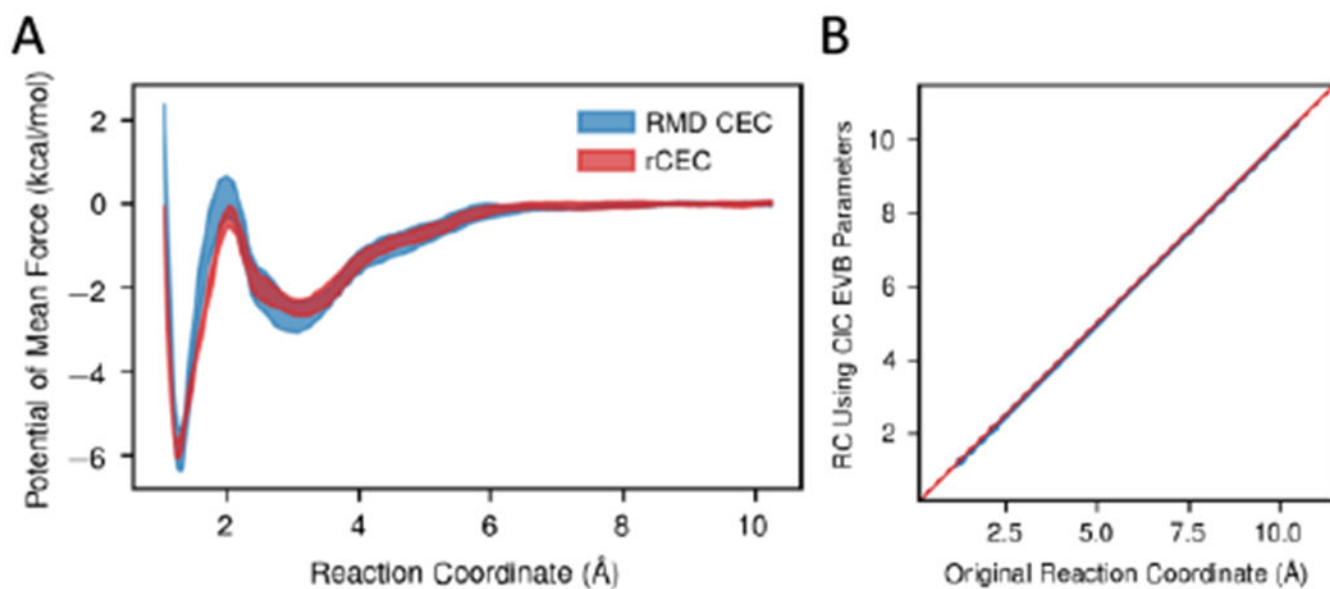 A
Potential of Mean Force (kcal/mol)
2
0
−2
−4
−6
RMD CEC
rCEC
2 4 6 8 10
Reaction Coordinate (Å)
B
RC Using CIC EVB Parameters
10
8
6
4
2
2.5 5.0 7.5 10.0
Original Reaction Coordinate (Å)